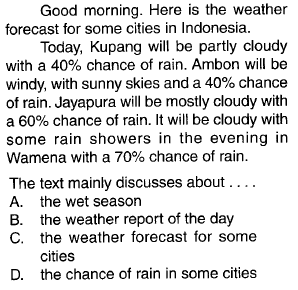 Good morning. Here is the weather
forecast for some cities in Indonesia.
Today, Kupang will be partly cloudy
with a 40% chance of rain. Ambon will be
windy, with sunny skies and a 40% chance
of rain. Jayapura will be mostly cloudy with
a 60% chance of rain. It will be cloudy with
some rain showers in the evening in
Wamena with a 70% chance of rain.
The text mainly discusses about . . . .
A. the wet season
B. the weather report of the day
C. the weather forecast for some
cities
D. the chance of rain in some cities